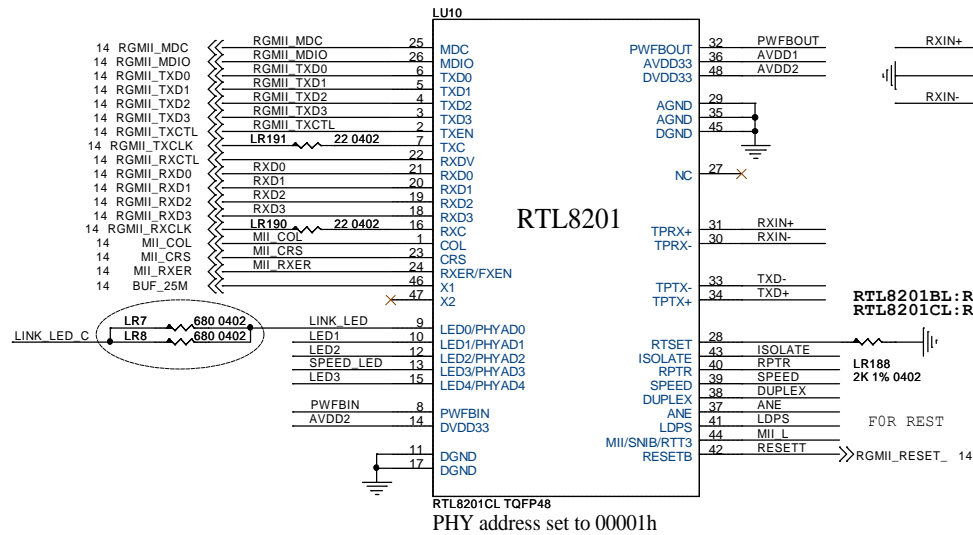 LU10
14 RGMII_MDC RGMII_MDC 25 MDC
14 RGMII_MDIO RGMII_MDIO 26 MDIO
14 RGMII_TXD0 RGMII_TXD0 6 TXD0
14 RGMII_TXD1 RGMII_TXD1 5 TXD1
14 RGMII_TXD2 RGMII_TXD2 4 TXD2
14 RGMII_TXD3 RGMII_TXD3 3 TXD3
14 RGMII_TXCTL RGMII_TXCTL 2 TXEN
14 RGMII_TXCLK LR191 22 0402 7 TXC
14 RGMII_RXCTL 22 RXDV
14 RGMII_RXD0 RXD0 21 RXD0
14 RGMII_RXD1 RXD1 20 RXD1
14 RGMII_RXD2 RXD2 19 RXD2
14 RGMII_RXD3 RXD3 18 RXD3
14 RGMII_RXCLK LR190 22 0402 16 RXC
14 MII_COL MII_COL 1 COL
14 MII_CRS MII_CRS 23 CRS
14 MII_RXER MII_RXER 24 RXER/FXEN
14 BUF_25M 46 X1
47 X2
LINK_LED_C
LR7 680 0402
LR8 680 0402
LINK_LED 9 LED0/PHYAD0
LED1 10 LED1/PHYAD1
LED2 12 LED2/PHYAD2
SPEED_LED 13 LED3/PHYAD3
LED3 15 LED4/PHYAD4
PWFBIN 8 PWFBIN
AVDD2 14 DVDD33
11 DGND
17 DGND
RTL8201
PWFBOUT 32 PWFBOUT
AVDD33 36 AVDD1
DVDD33 48 AVDD2
AGND 29
AGND 35
DGND 45
NC 27
TPRX+ 31 RXIN+
TPRX- 30 RXIN-
TPTX- 33 TXD-
TPTX+ 34 TXD+
RTSET 28
ISOLATE 43 ISOLATE
RPTR 40 RPTR
SPEED 39 SPEED
DUPLEX 38 DUPLEX
ANE 37 ANE
LDPS 41 LDPS
MII/SNIB/RTT3 44 MII_L
RESETB 42 RESETT
RGMII_RESET_ 14
RXIN+
RXIN-
RTL8201BL:R
RTL8201CL:R
LR188
2K 1% 0402
F0R REST
RTL8201CL TQFP48
PHY address set to 00001h